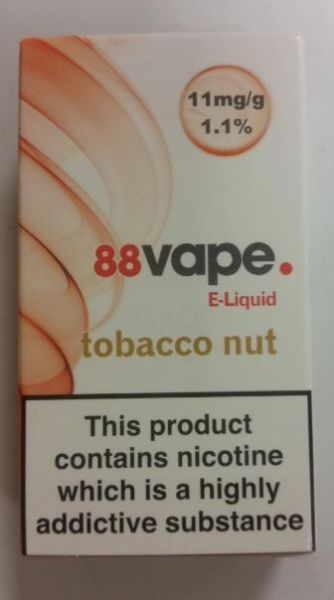 11mg/g
1.1%
88vape.
E-Liquid
tobacco nut
This product
contains nicotine
which is a highly
addictive substance